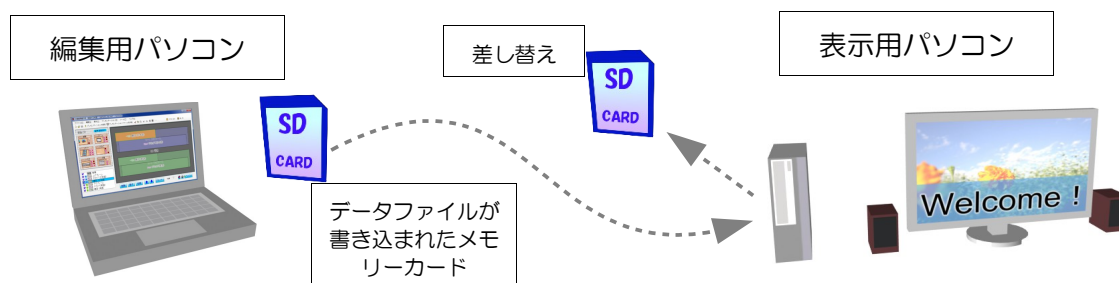 編集用パソコン
差し替え
表示用パソコン
SD
CARD
SD
CARD
データファイルが
書き込まれたメモ
リーカード
Welcome !